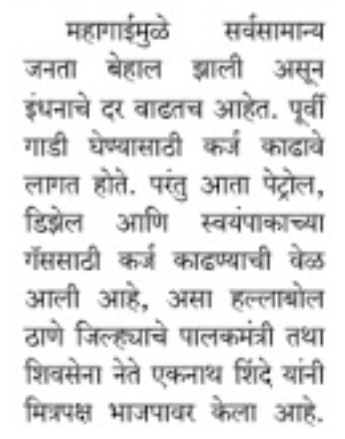 महागाईमुळे सर्वसामान्य
जनता बेहाल झाली असून
इंधनाचे दर वाढतच आहेत. पूर्वी
गाडी घेण्यासाठी कर्ज काढावे
लागत होते. परंतु आता पेट्रोल,
डिझेल आणि स्वयंपाकाच्या
गॅससाठी कर्ज काढण्याची वेळ
आली आहे, असा हल्लाबोल
ठाणे जिल्ह्याचे पालकमंत्री तथा
शिवसेना नेते एकनाथ शिंदे यांनी
मित्रपक्ष भाजपावर केला आहे.